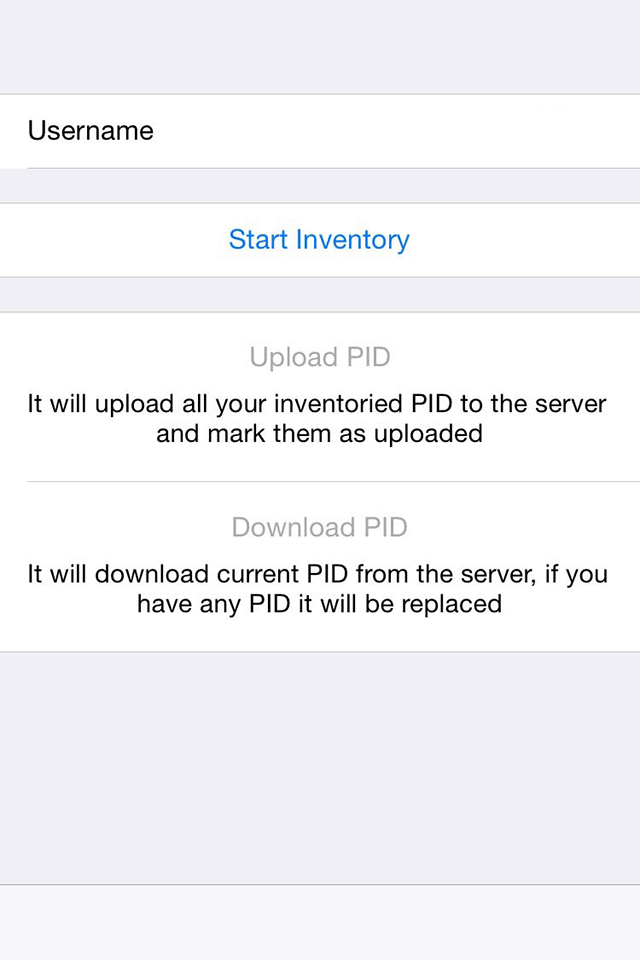 Username
Start Inventory
Upload PID
It will upload all your inventoried PID to the server
and mark them as uploaded
Download PID
It will download current PID from the server, if you
have any PID it will be replaced